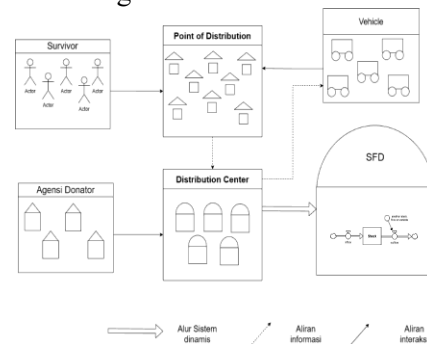 Survivor
Actor
Actor
Actor
Actor
Actor
Point of Distribution
Vehicle
Agensi Donator
Distribution Center
SFD
Stock
Alur Sistem
dinamis
Aliran
informasi
Aliran
interaksi